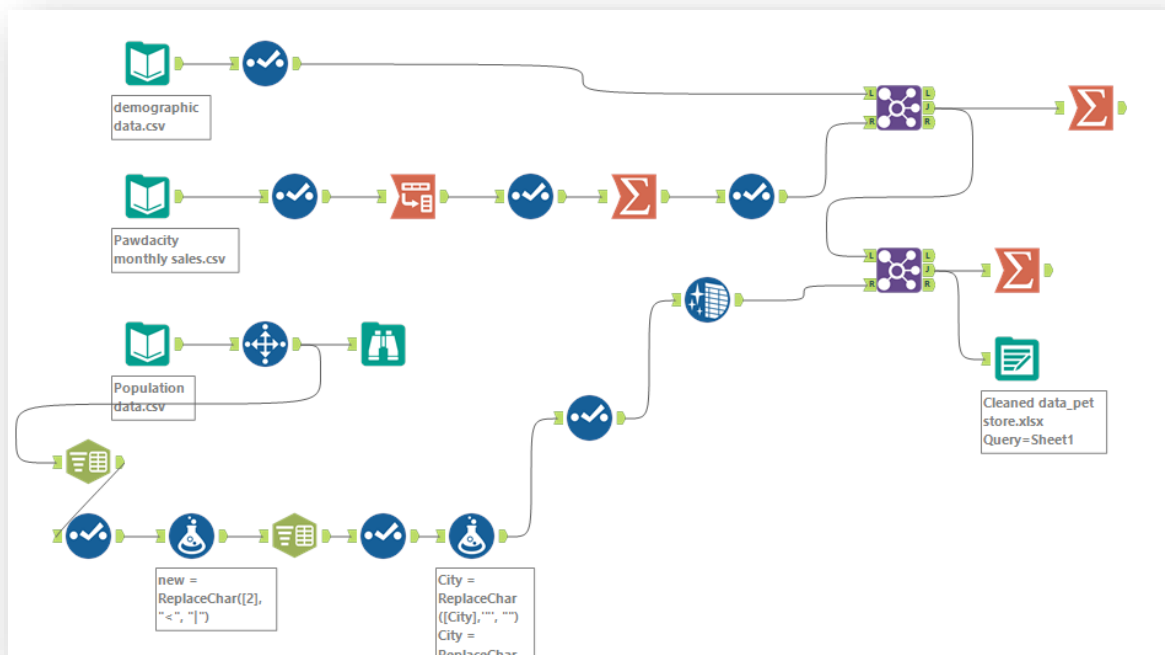 demographic
data.csv
L
L
J
R
R
Pawdacity
monthly sales.csv
L
L
J
R
R
Population
data.csv
Cleaned data_pet
store.xlsx
Query=Sheet1
new =
ReplaceChar([2],
"<", "|")
City =
ReplaceChar
([City],'"', "")
City =
ReplaceChar